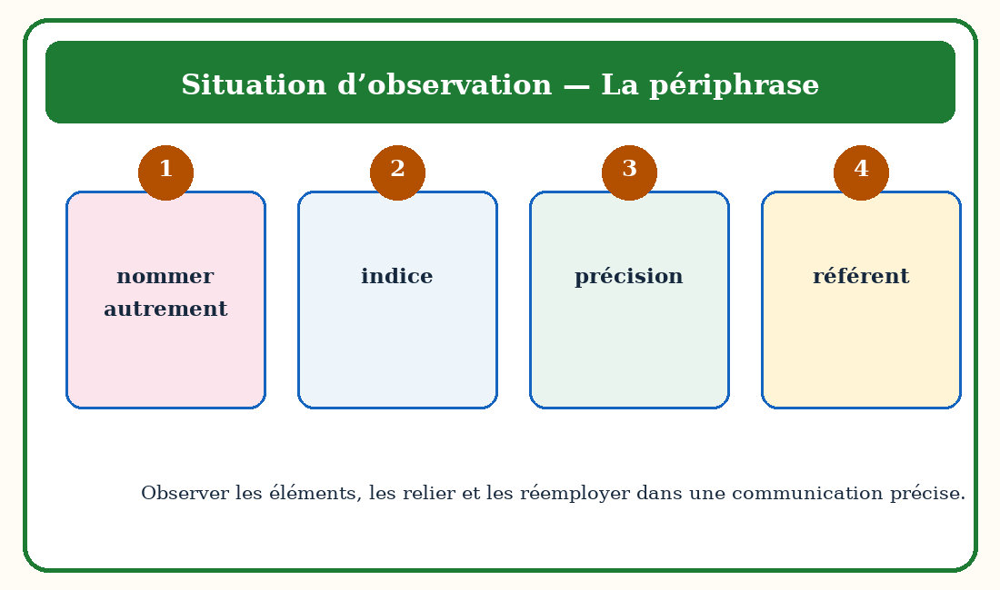 Situation d’observation — La périphrase
1
2
3
4
nommer
autrement
indice
précision
référent
Observer les éléments, les relier et les réemployer dans une communication précise.